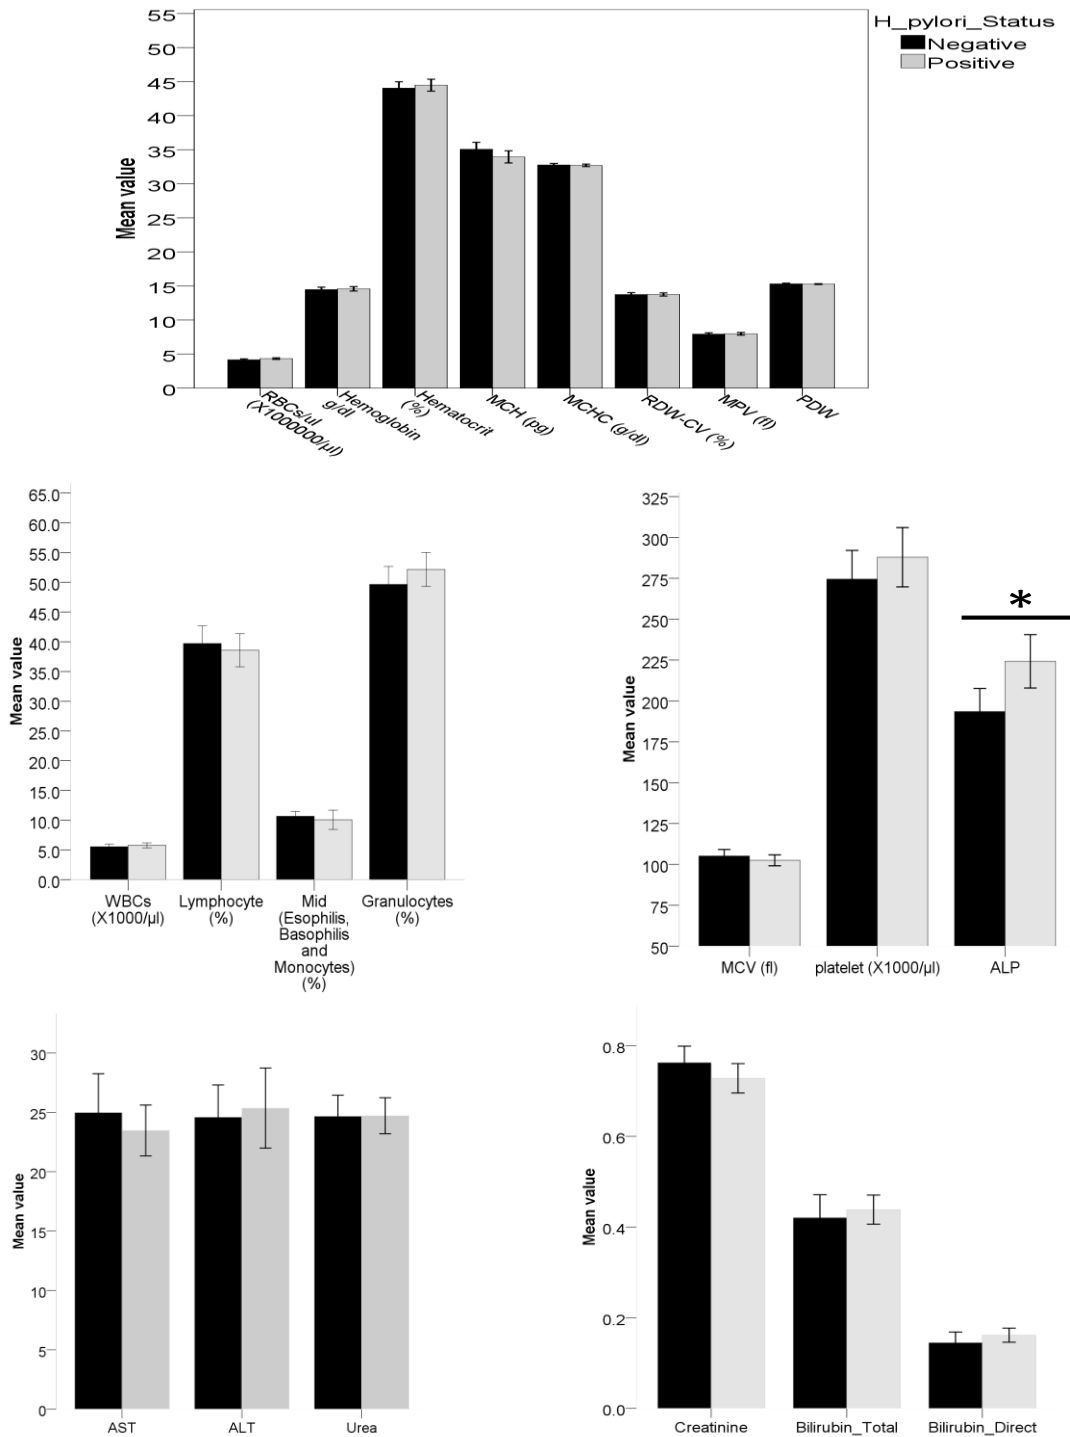 H_pylori_Status
Negative
Positive
Mean value
55
50
45
40
35
30
25
20
15
10
5
0
RBCs/ul
(X1000000/µl)
Hemoglobin
g/dl
Hematocrit
(%)
MCH (pg)
MCHC (g/dl)
RDW-CV (%)
MPV (fl)
PDW
Mean value
65.0
60.0
55.0
50.0
45.0
40.0
35.0
30.0
25.0
20.0
15.0
10.0
5.0
0.0
WBCs
(X1000/µl)
Lymphocyte
(%)
Mid
(Esophilis,
Basophilis
and
Monocytes)
(%)
Granulocytes
(%)
Mean value
325
300
275
250
225
200
175
150
125
100
75
50
*
MCV (fl)
platelet (X1000/µl)
ALP
Mean value
30
25
20
15
10
5
0
AST
ALT
Urea
Mean value
0.8
0.6
0.4
0.2
0.0
Creatinine
Bilirubin_Total
Bilirubin_Direct